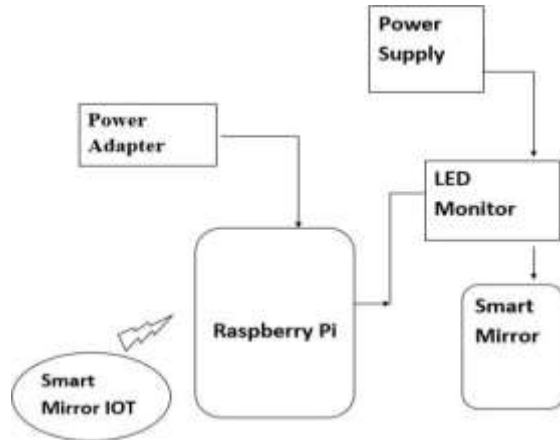 Power
Supply
Power
Adapter
LED
Monitor
Raspberry Pi
Smart
Mirror
Smart
Mirror IOT